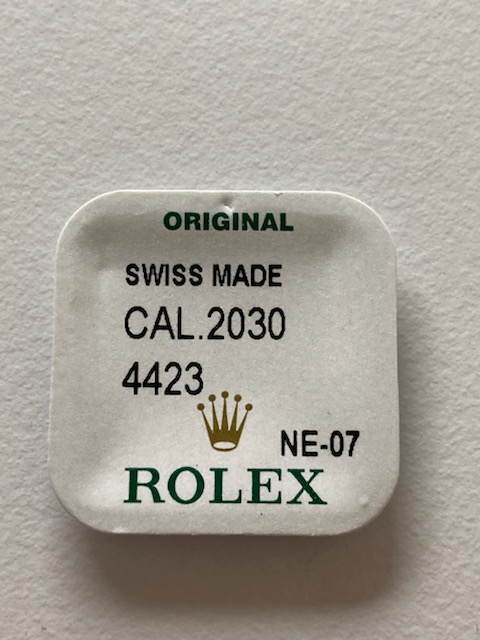 ORIGINAL
SWISS MADE
CAL.2030
4423
NE-07
ROLEX